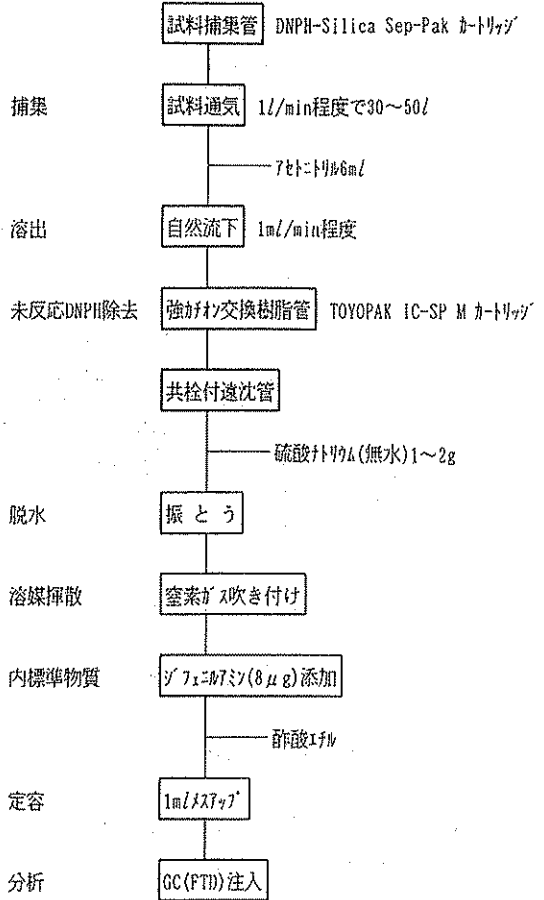 試料捕集管 DNPH-Silica Sep-Pak カートリッジ
捕集 試料通気 1l/min程度で30～50l
アセトニトリル6ml
溶出 自然流下 1ml/min程度
未反応DNPH除去 強カチオン交換樹脂管 TOYOPAK IC-SP M カートリッジ
共栓付遠沈管
硫酸ナトリウム(無水)1～2g
脱水 振とう
溶媒揮散 窒素ガス吹き付け
内標準物質 ジフェニルアミン(8μg)添加
酢酸エチル
定容 1mlメスアップ
分析 GC(FTD)注入